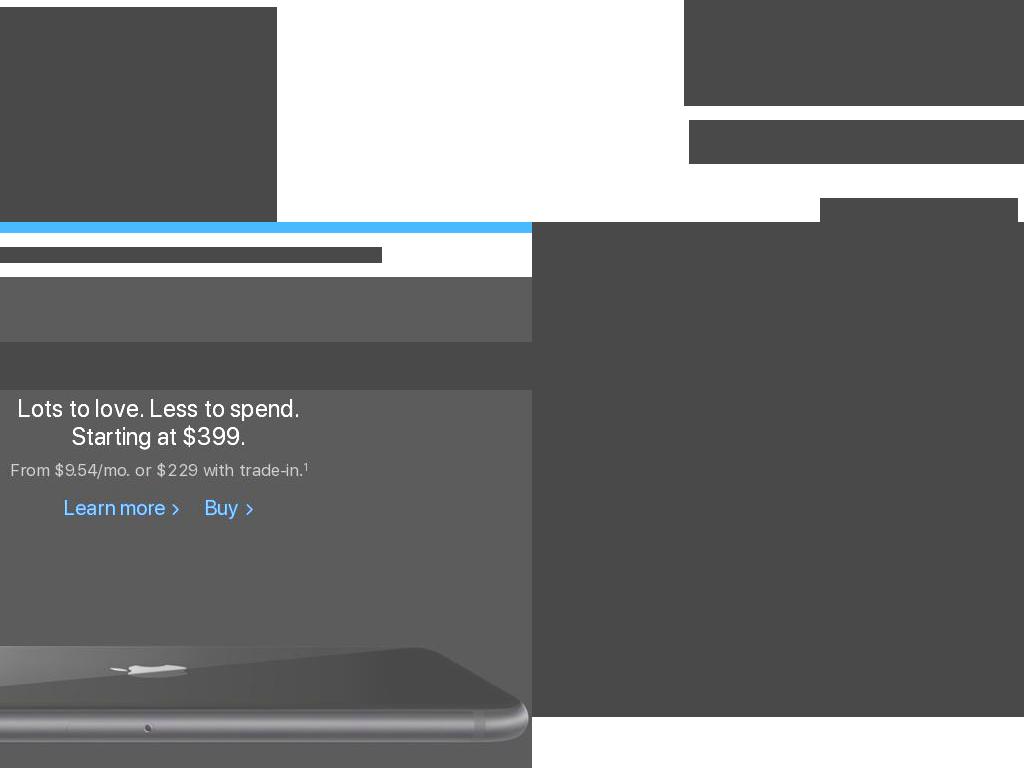 Lots to love. Less to spend.
Starting at $399.
From $9.54/mo. or $229 with trade-in.¹
Learn more > Buy >